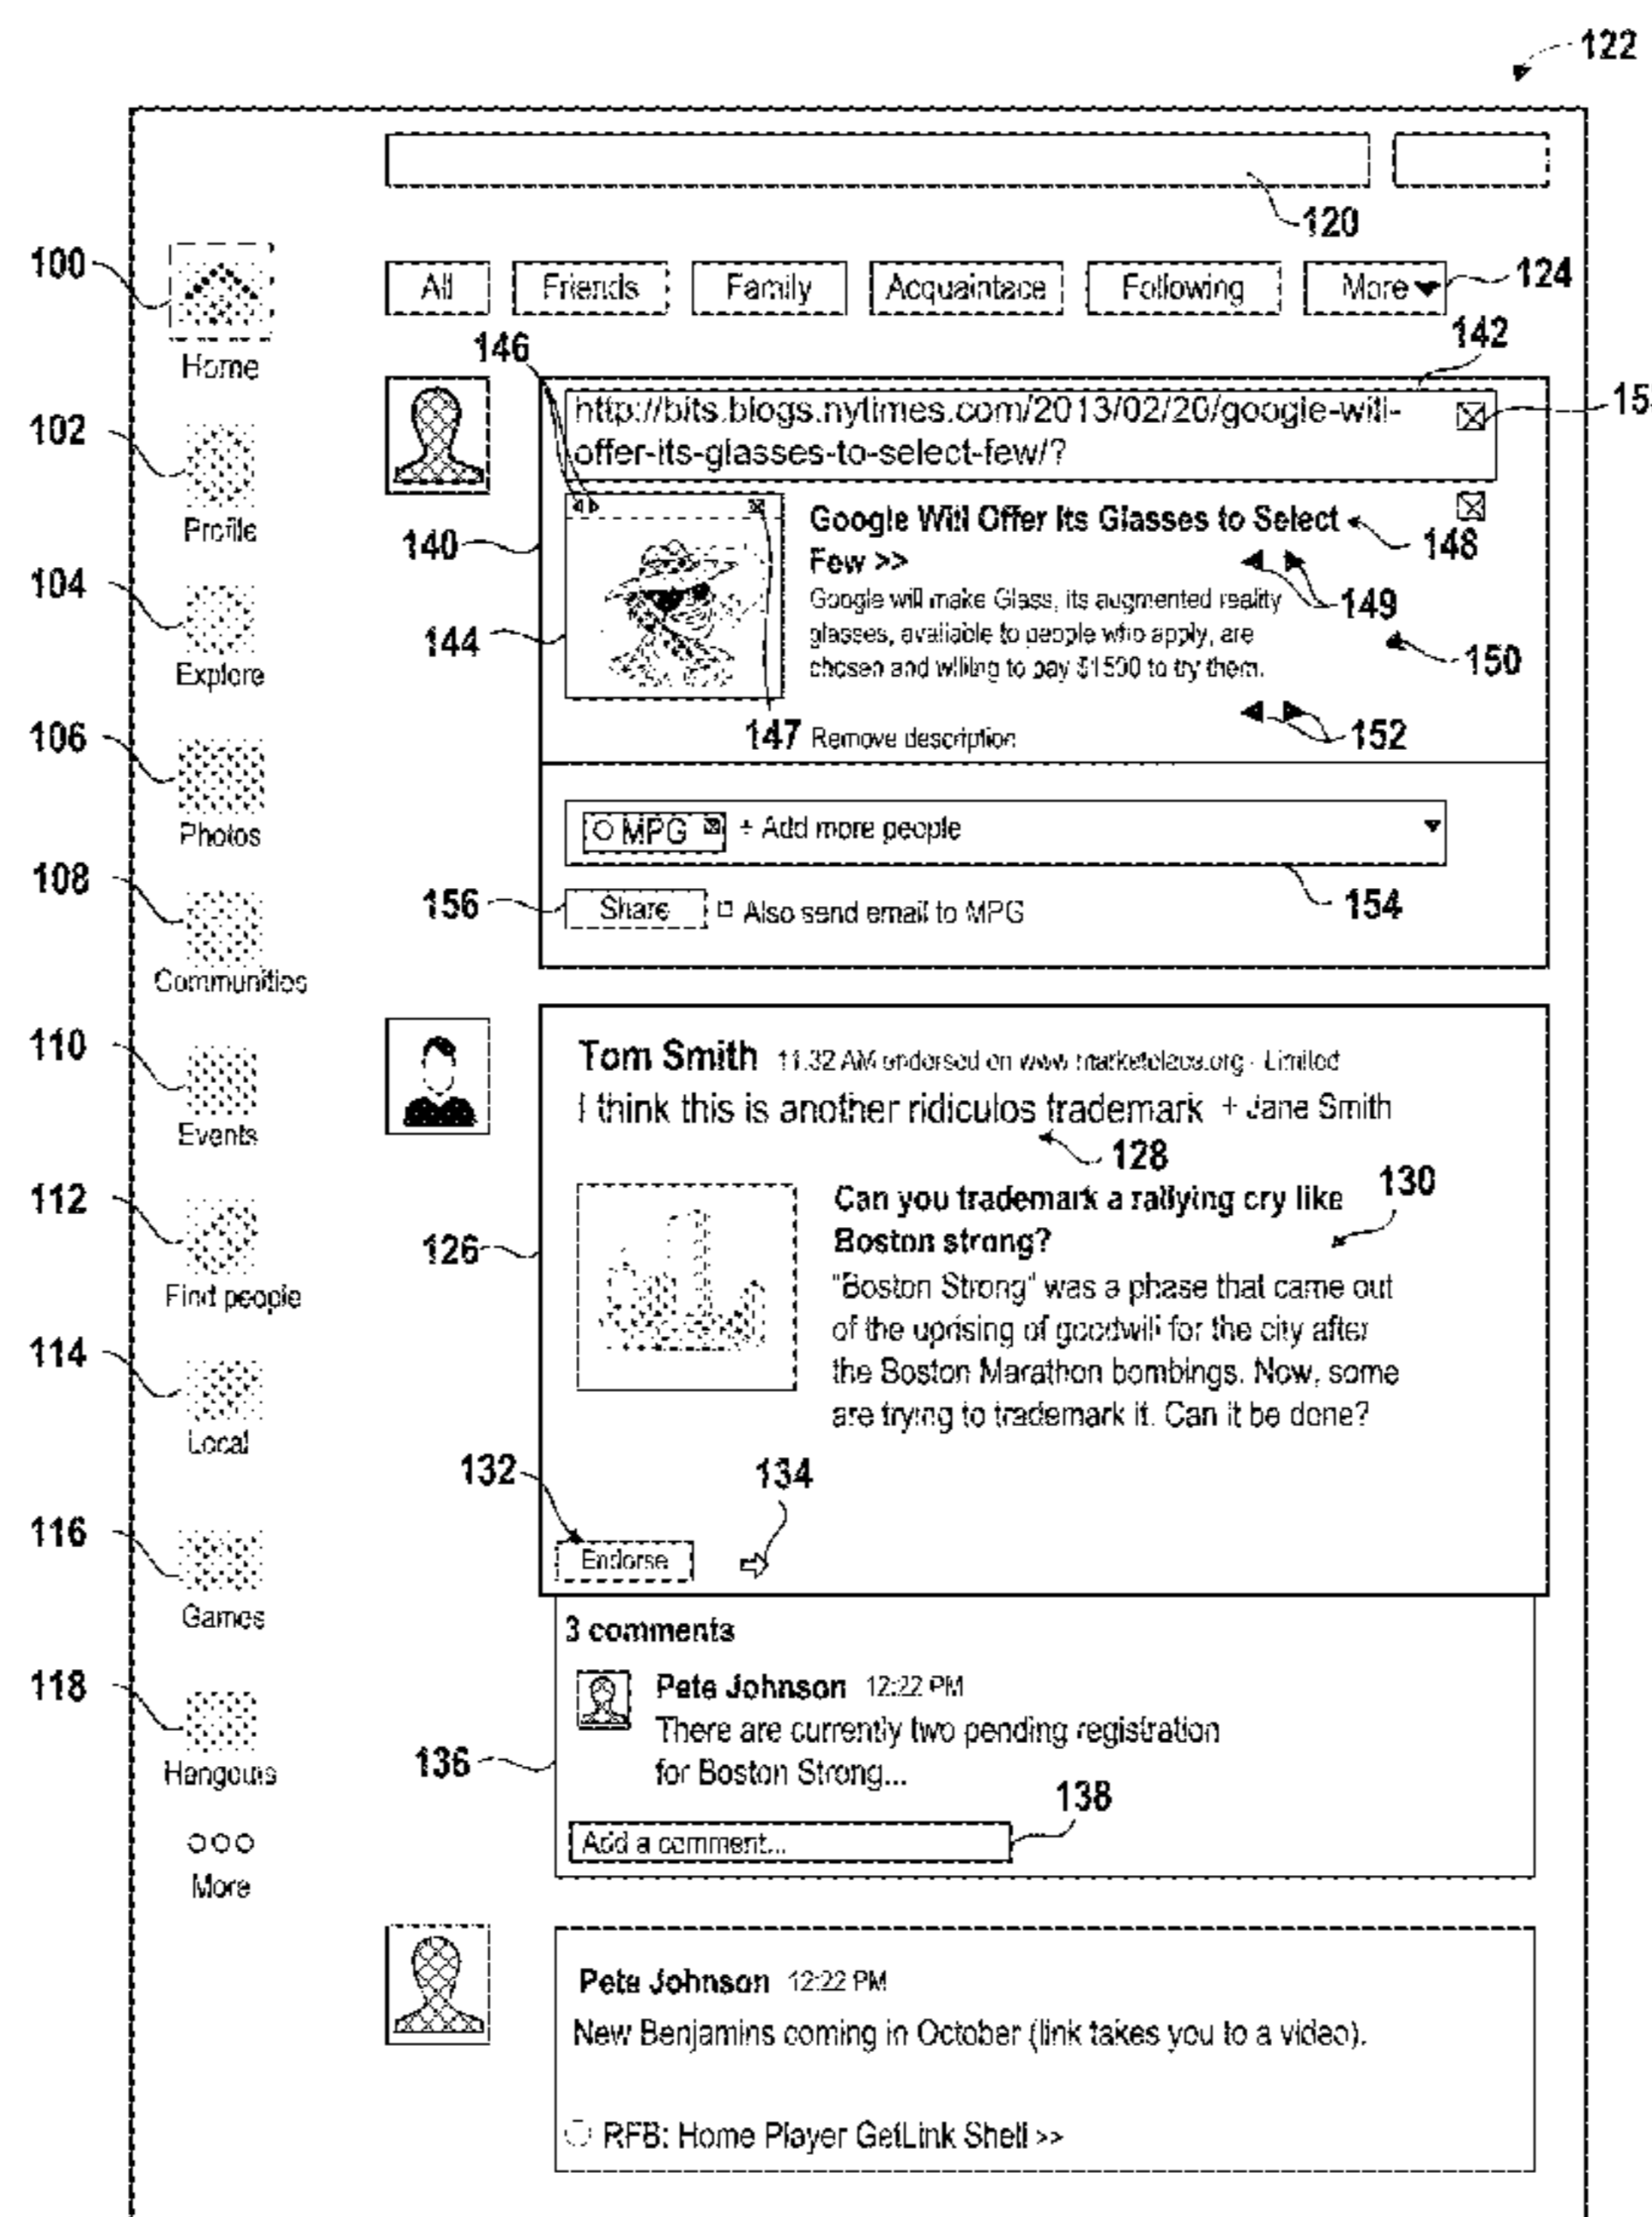 122
120
100
All Friends Family Acquaintace Following More 124
Home
146
142
http://bits.blogs.nytimes.com/2013/02/20/google-will-
offer-its-glasses-to-select-few/?
15
102
Profile
140
Google Will Offer Its Glasses to Select
Few >>
148
Google will make Glass, its augmented reality
glasses, available to people who apply, are
chosen and willing to pay $1500 to try them.
149
150
144
147 Remove description
152
104
Explore
106
Photos
MPG + Add more people
154
156 Share Also send email to MPG
108
Communities
110
Events
Tom Smith 11:32 AM endorsed on www.marketplace.org - Limited
I think this is another ridiculos trademark + Jane Smith
128
130
Can you trademark a rallying cry like
Boston strong?
"Boston Strong" was a phase that came out
of the uprising of goodwill for the city after
the Boston Marathon bombings. Now, some
are trying to trademark it. Can it be done?
126
112
Find people
114
Local
132 134
Endorse
116
Games
3 comments
Pete Johnson 12:22 PM
There are currently two pending registration
for Boston Strong...
136
138
Add a comment...
118
Hangouts
More
Pete Johnson 12:22 PM
New Benjamins coming in October (link takes you to a video).
RFB: Home Player GetLink Shell >>